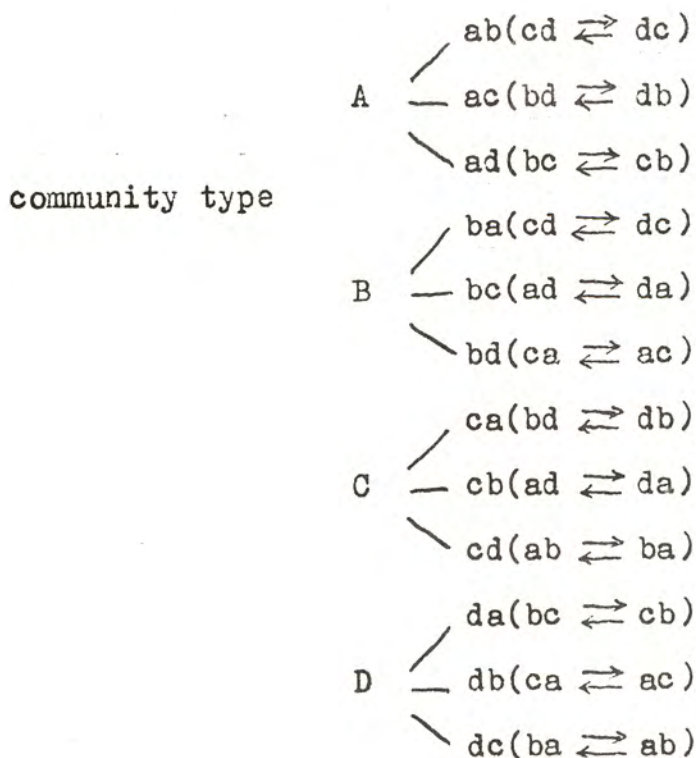 ab(cd ⇄ dc)
A ac(bd ⇄ db)
ad(bc ⇄ cb)
community type
ba(cd ⇄ dc)
B bc(ad ⇄ da)
bd(ca ⇄ ac)
ca(bd ⇄ db)
C cb(ad ⇄ da)
cd(ab ⇄ ba)
da(bc ⇄ cb)
D db(ca ⇄ ac)
dc(ba ⇄ ab)